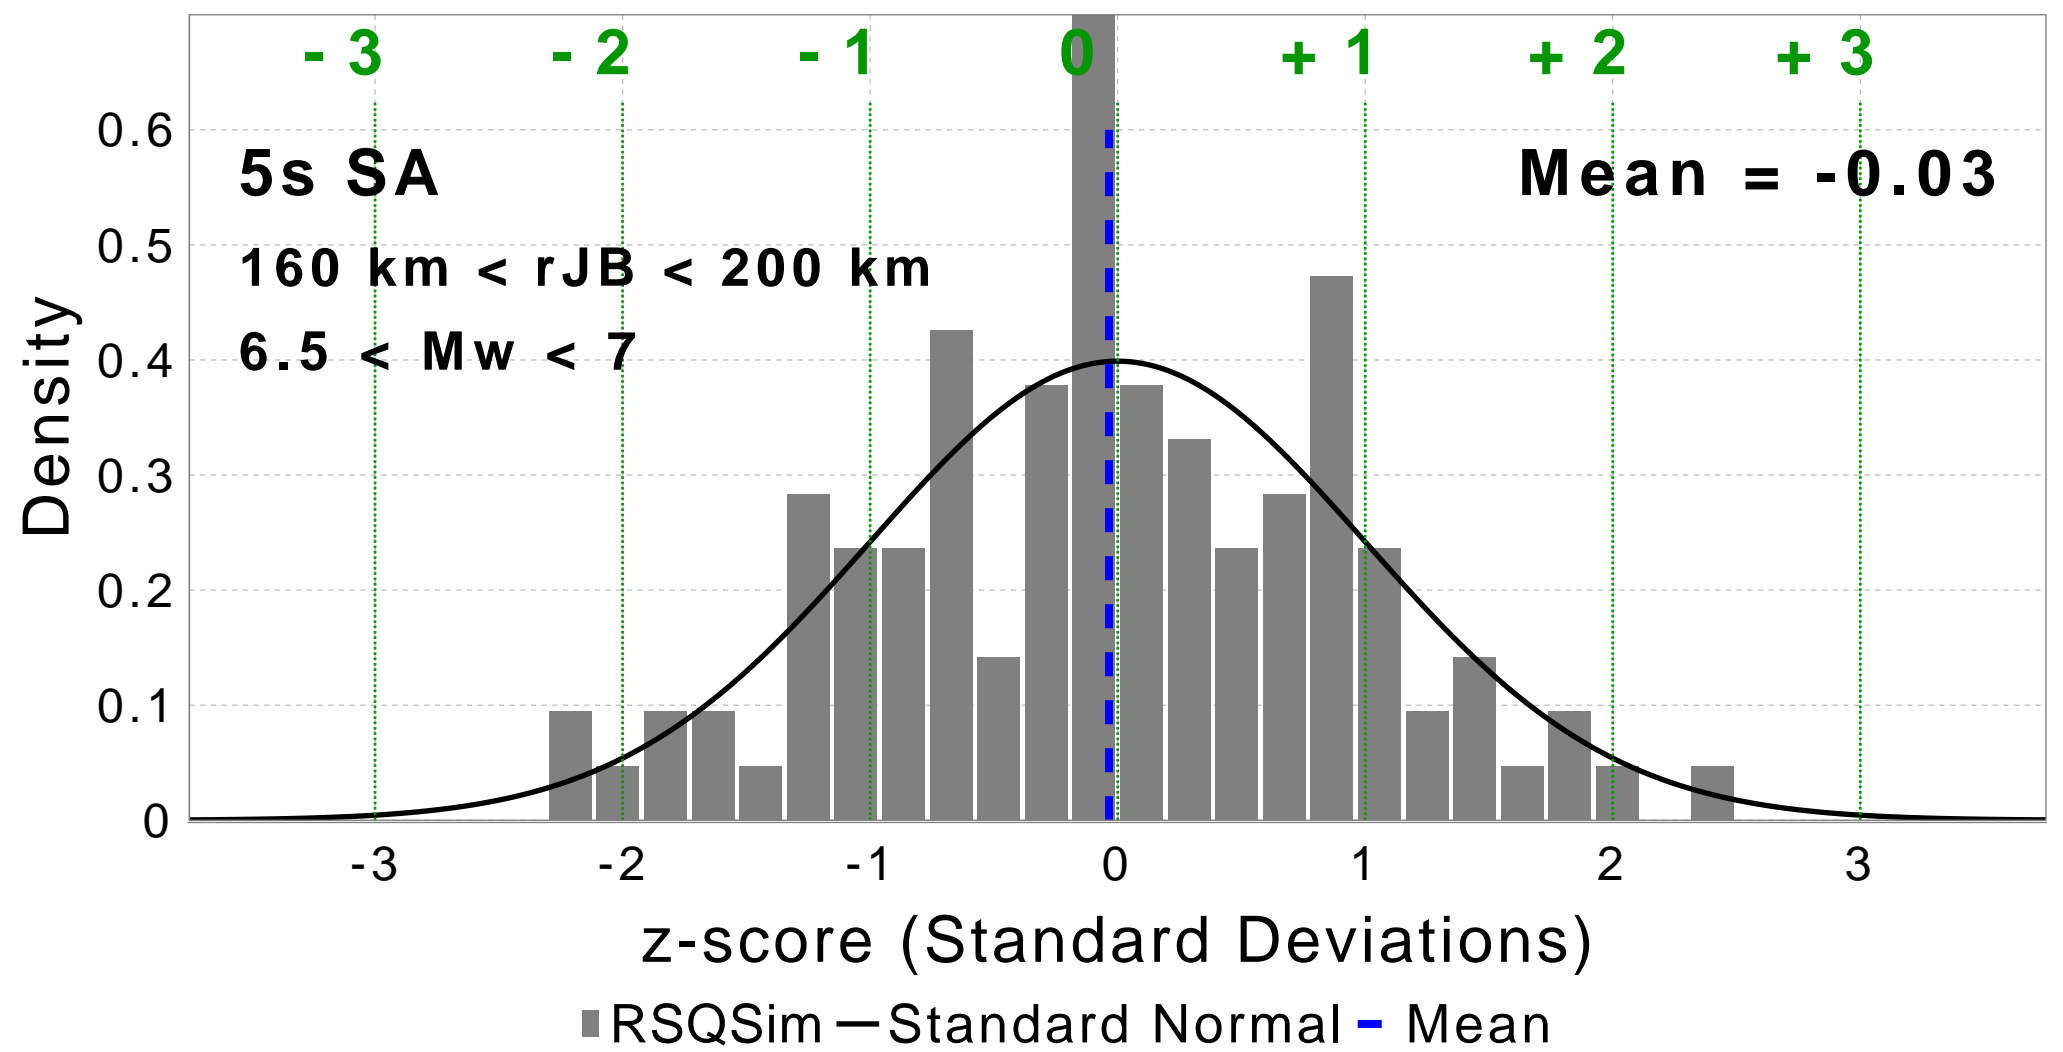 - 3 - 2 - 1 0 + 1 + 2 + 3
0.6
5s SA
Mean = -0.03
0.5
160 km < rJB < 200 km
0.4
6.5 < Mw < 7
0.3
0.2
0.1
0
Density
-3 -2 -1 0 1 2 3
z-score (Standard Deviations)
RSQSim Standard Normal Mean